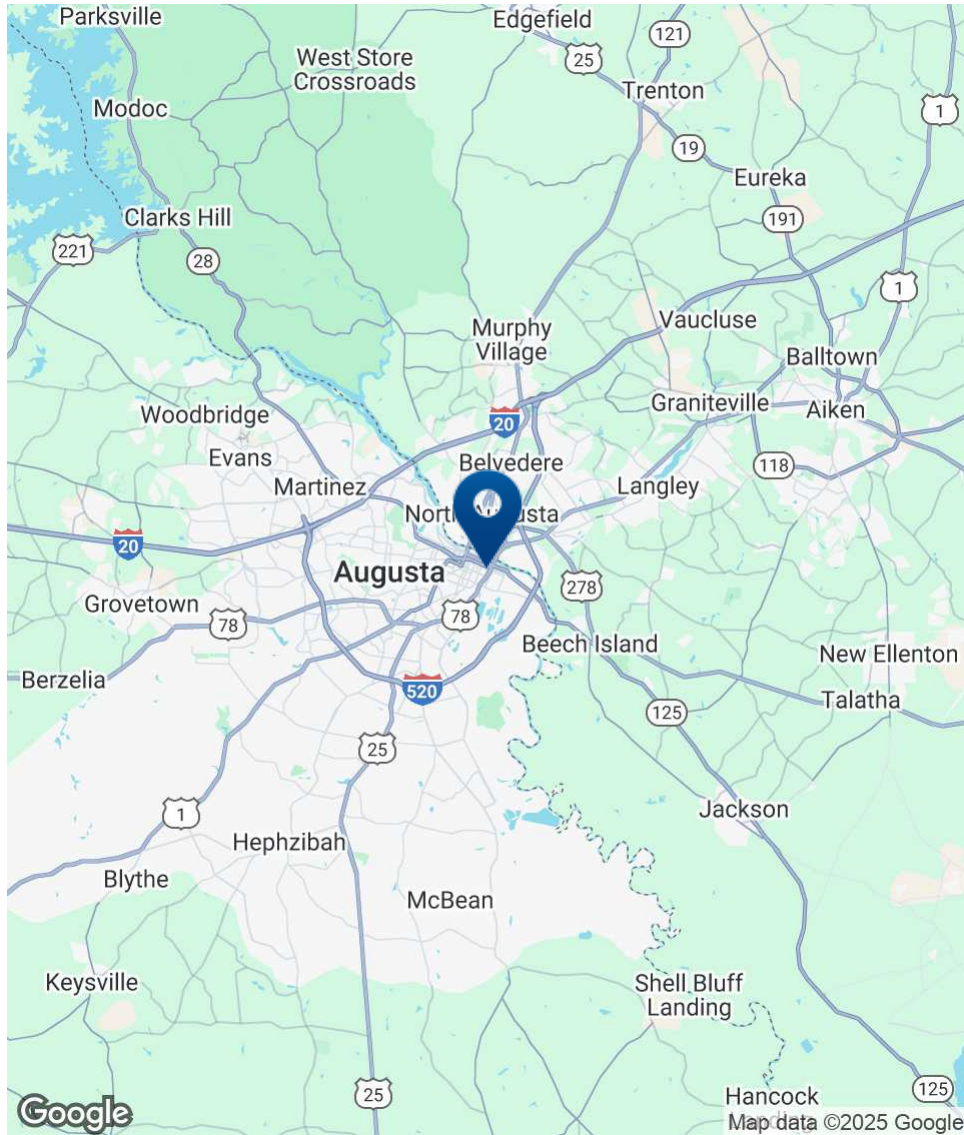 Parksville
Edgefield
121
25
West Store
Crossroads
Trenton
Modoc
1
19
Eureka
191
Clarks Hill
221
28
1
Murphy
Village
Vaucluse
Balltown
Woodbridge
20
Graniteville
Aiken
Evans
Belvedere
118
Martinez
Langley
North Augusta
20
Augusta
278
Grovetown
78
78
Beech Island
New Ellenton
Berzelia
520
Talatha
125
25
1
Jackson
Hephzibah
Blythe
McBean
Keysville
Shell Bluff
Landing
25
125
Hancock
Landing
Google
Map data ©2025 Google